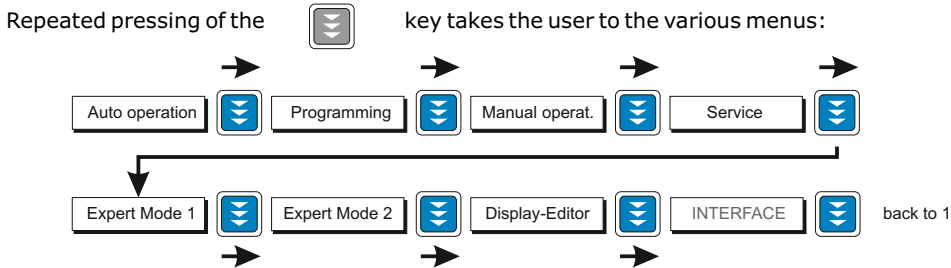 Repeated pressing of the key takes the user to the various menus:
Auto operation Programming Manual operat. Service
Expert Mode 1 Expert Mode 2 Display-Editor INTERFACE back to 1